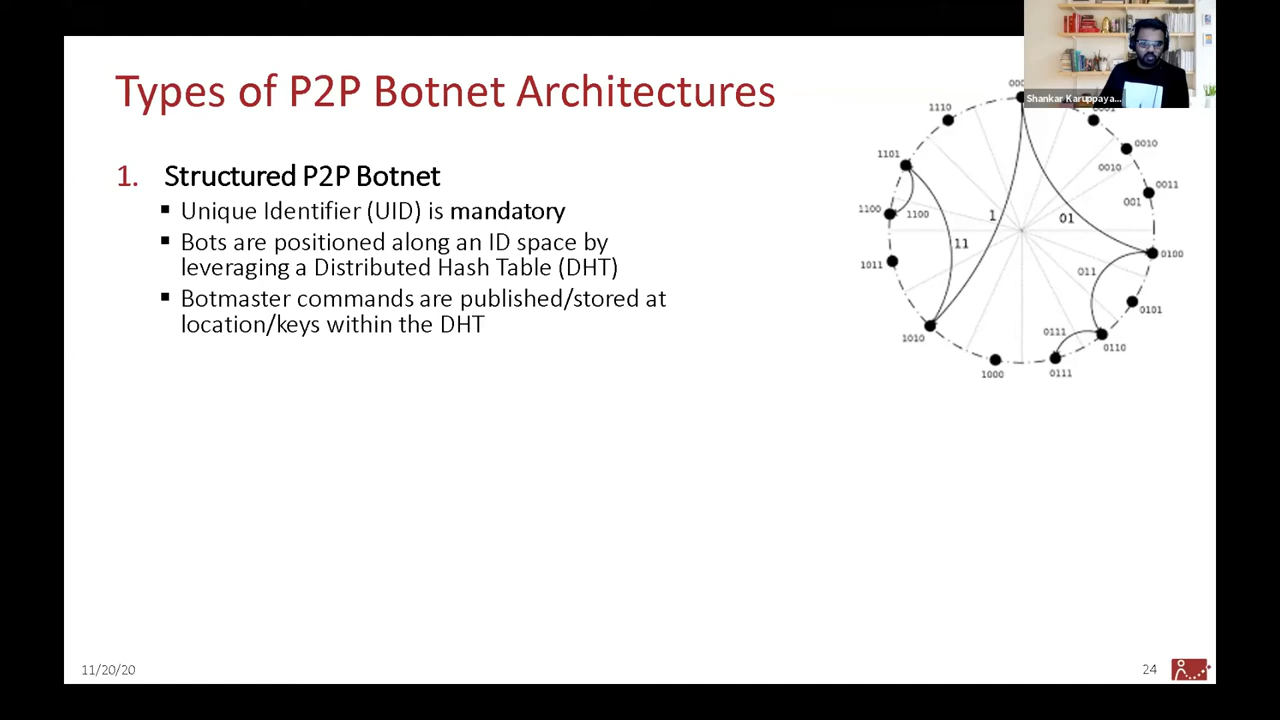 Types of P2P Botnet Architectures
Shankar Karuppaya...
1. Structured P2P Botnet
▪ Unique Identifier (UID) is mandatory
▪ Bots are positioned along an ID space by
leveraging a Distributed Hash Table (DHT)
▪ Botmaster commands are published/stored at
location/keys within the DHT
1110
0010
1101
0010
0011
001
1100
1100
1
01
11
0100
1011
011
0101
0111
1010
0110
1000
0111
11/20/20
24